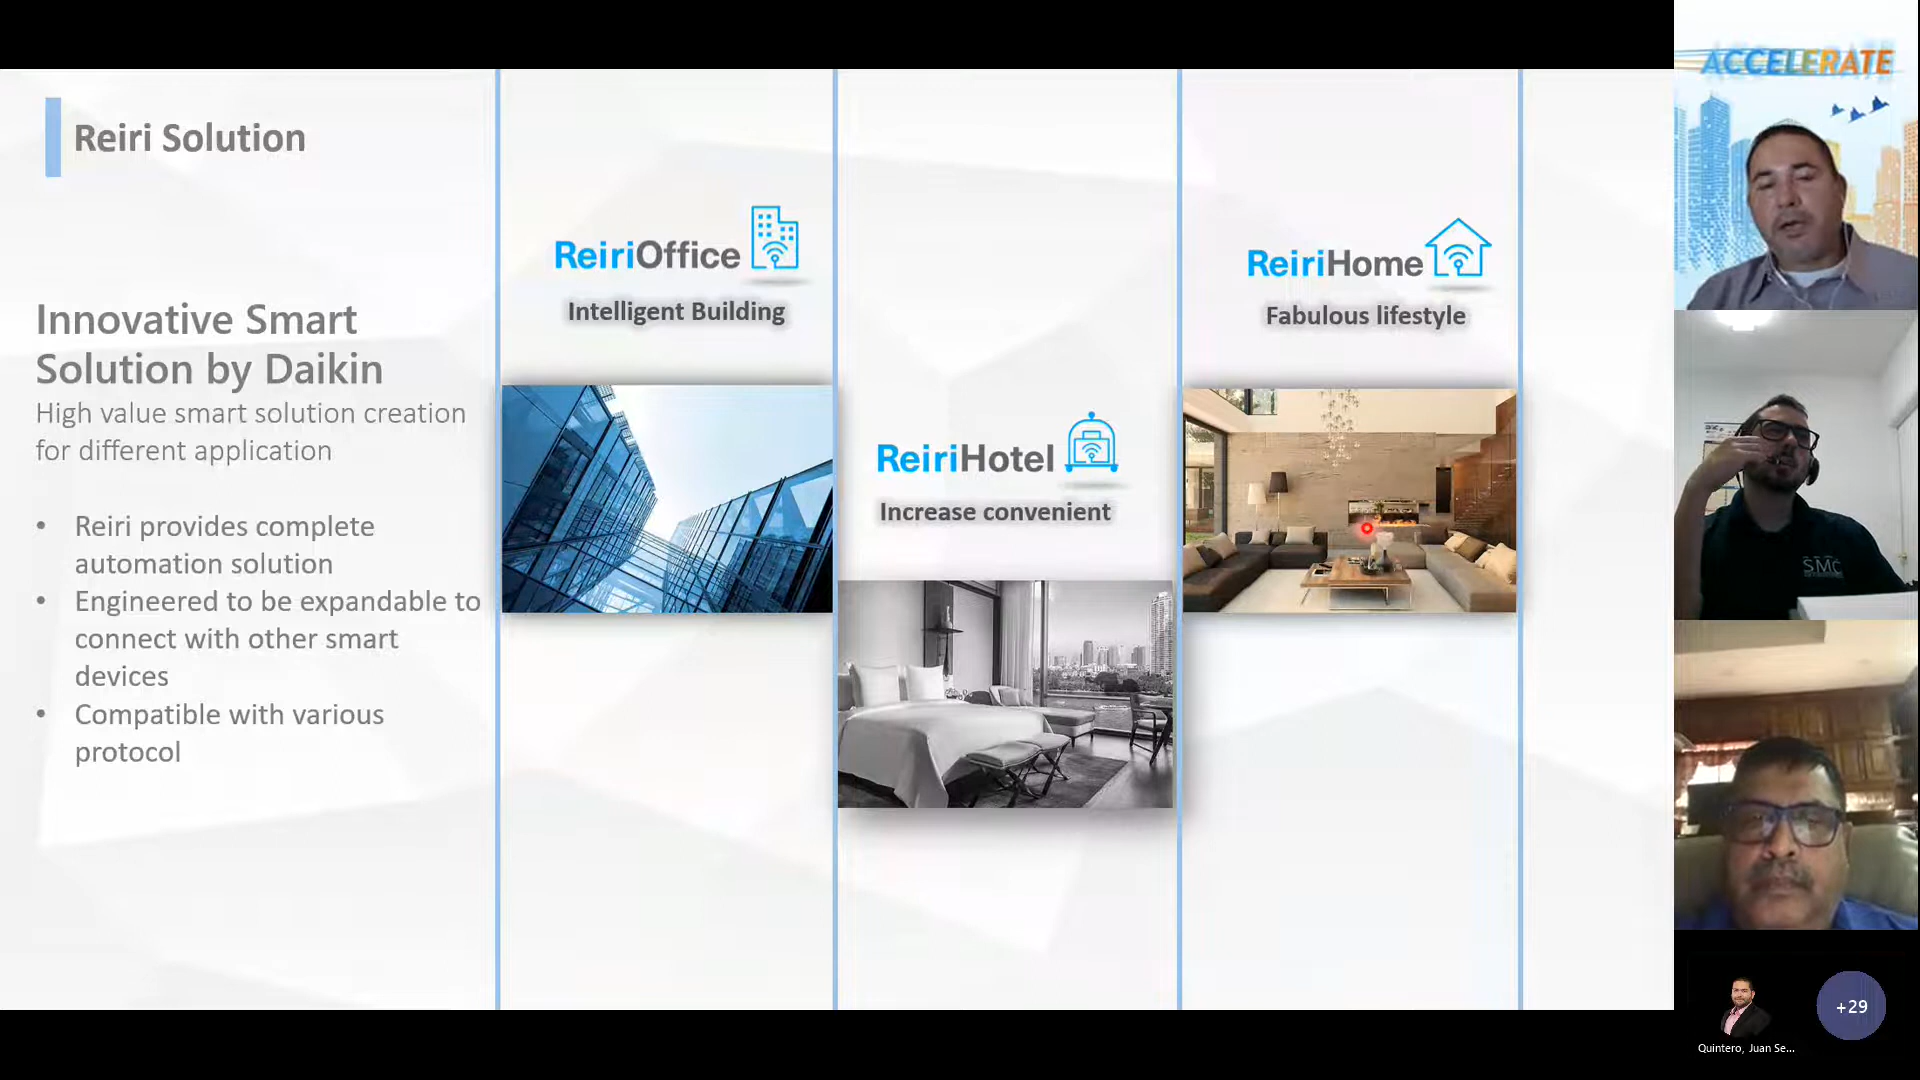 Reiri Solution
Innovative Smart
Solution by Daikin
High value smart solution creation
for different application
• Reiri provides complete
automation solution
• Engineered to be expandable to
connect with other smart
devices
• Compatible with various
protocol
ReiriOffice
Intelligent Building
ReiriHotel
Increase convenient
ReiriHome
Fabulous lifestyle
ACCELERATE
SMC
+29
Quintero, Juan Se...